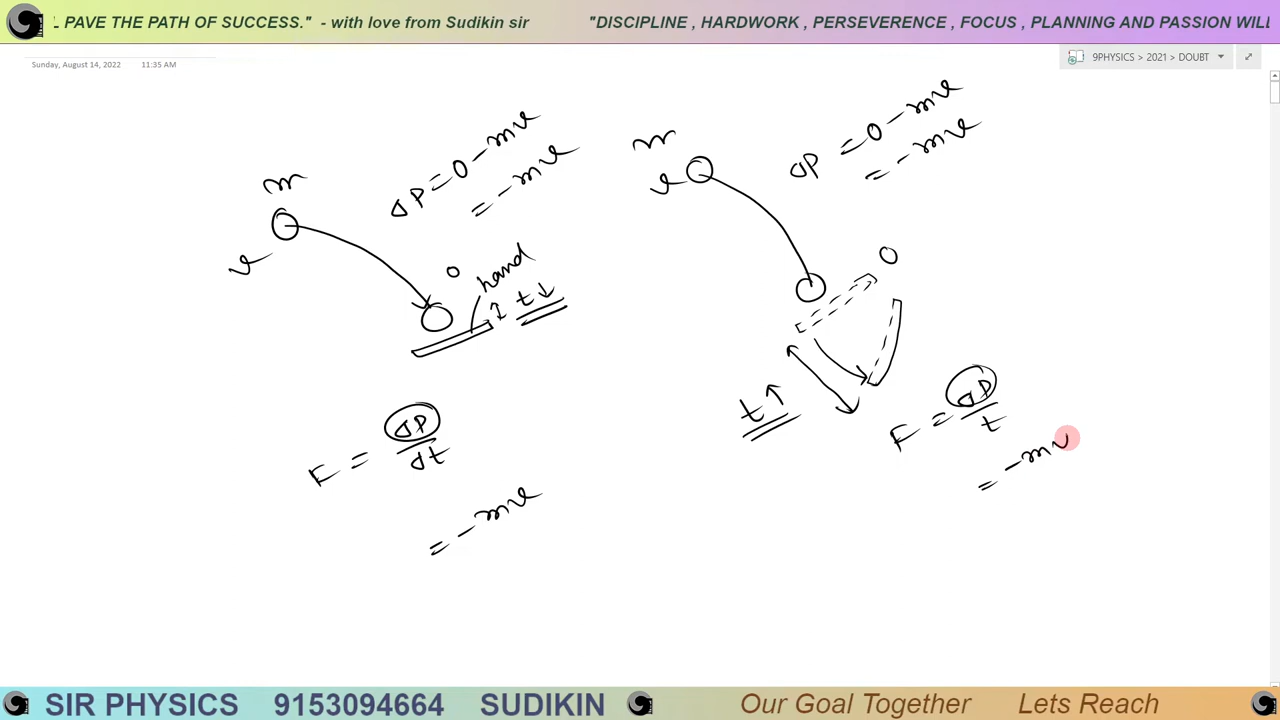 L PAVE THE PATH OF SUCCESS." - with love from Sudikin sir "DISCIPLINE , HARDWORK , PERSEVERENCE , FOCUS , PLANNING AND PASSION WILL
Sunday, August 14, 2022 11:35 AM
9PHYSICS > 2021 > DOUBT
m
v
ΔP = 0 - mv
= - mv
0
hand
t↓
F = ΔP/Δt
= - mv
m
v
ΔP = 0 - mv
= - mv
0
t↑
F = ΔP/t
= - mv
SIR PHYSICS 9153094664 SUDIKIN Our Goal Together Lets Reach